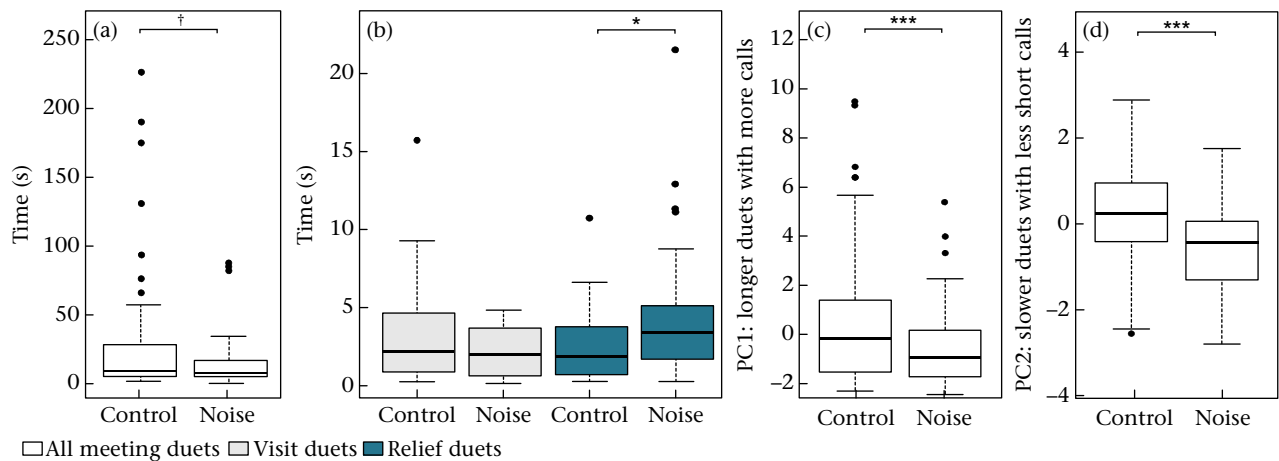 (a)
†
Time (s)
250
200
150
100
50
0
Control Noise
(b)
*
Time (s)
20
15
10
5
0
Control Noise Control Noise
(c)
***
PC1: longer duets with more calls
12
10
8
6
4
2
0
−2
Control Noise
(d)
***
PC2: slower duets with less short calls
4
2
0
−2
−4
Control Noise
All meeting duets Visit duets Relief duets